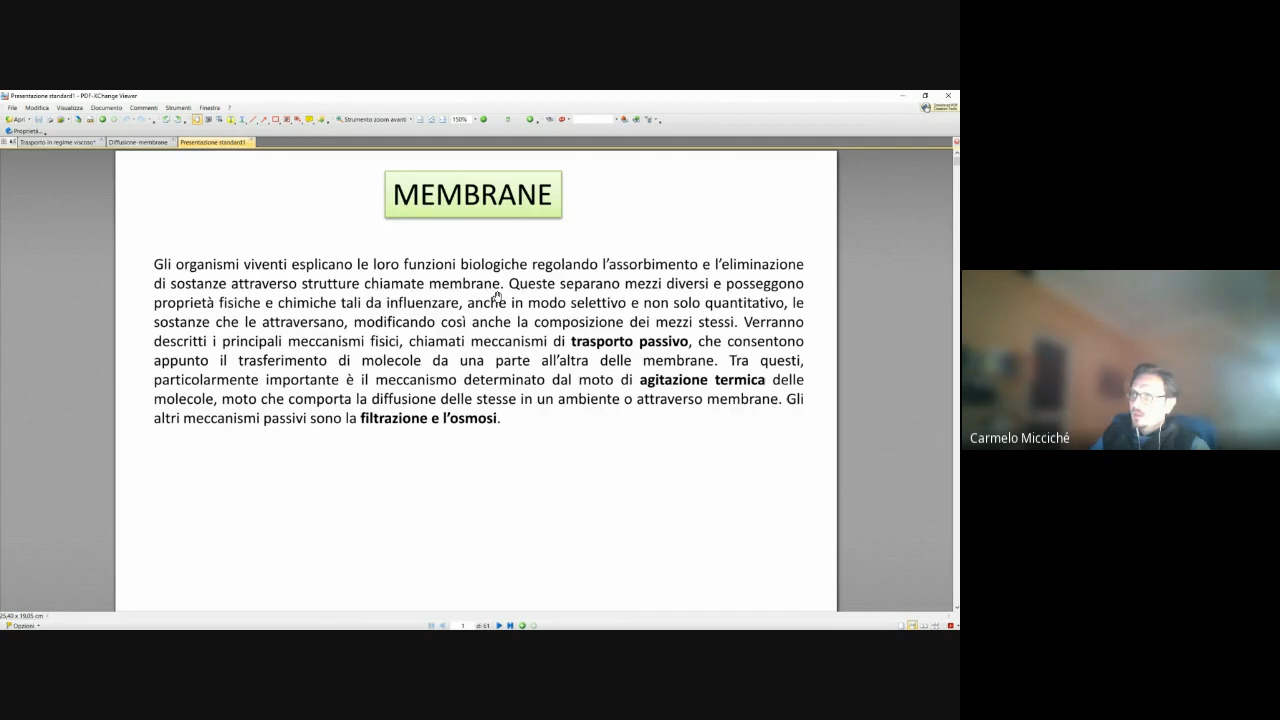 Presentazione standard1 - PDF-XChange Viewer
File Modifica Visualizza Documento Commenti Strumenti Finestra ?
Apri Strumento zoom avanti 150%
Proprietà...
Trasporto in regime viscoso* Diffusione-membrane Presentazione standard1
MEMBRANE
Gli organismi viventi esplicano le loro funzioni biologiche regolando l'assorbimento e l'eliminazione
di sostanze attraverso strutture chiamate membrane. Queste separano mezzi diversi e posseggono
proprietà fisiche e chimiche tali da influenzare, anche in modo selettivo e non solo quantitativo, le
sostanze che le attraversano, modificando così anche la composizione dei mezzi stessi. Verranno
descritti i principali meccanismi fisici, chiamati meccanismi di trasporto passivo, che consentono
appunto il trasferimento di molecole da una parte all'altra delle membrane. Tra questi,
particolarmente importante è il meccanismo determinato dal moto di agitazione termica delle
molecole, moto che comporta la diffusione delle stesse in un ambiente o attraverso membrane. Gli
altri meccanismi passivi sono la filtrazione e l'osmosi.
Carmelo Miccichè
25,40 x 19,05 cm
Opzioni 1 di 61